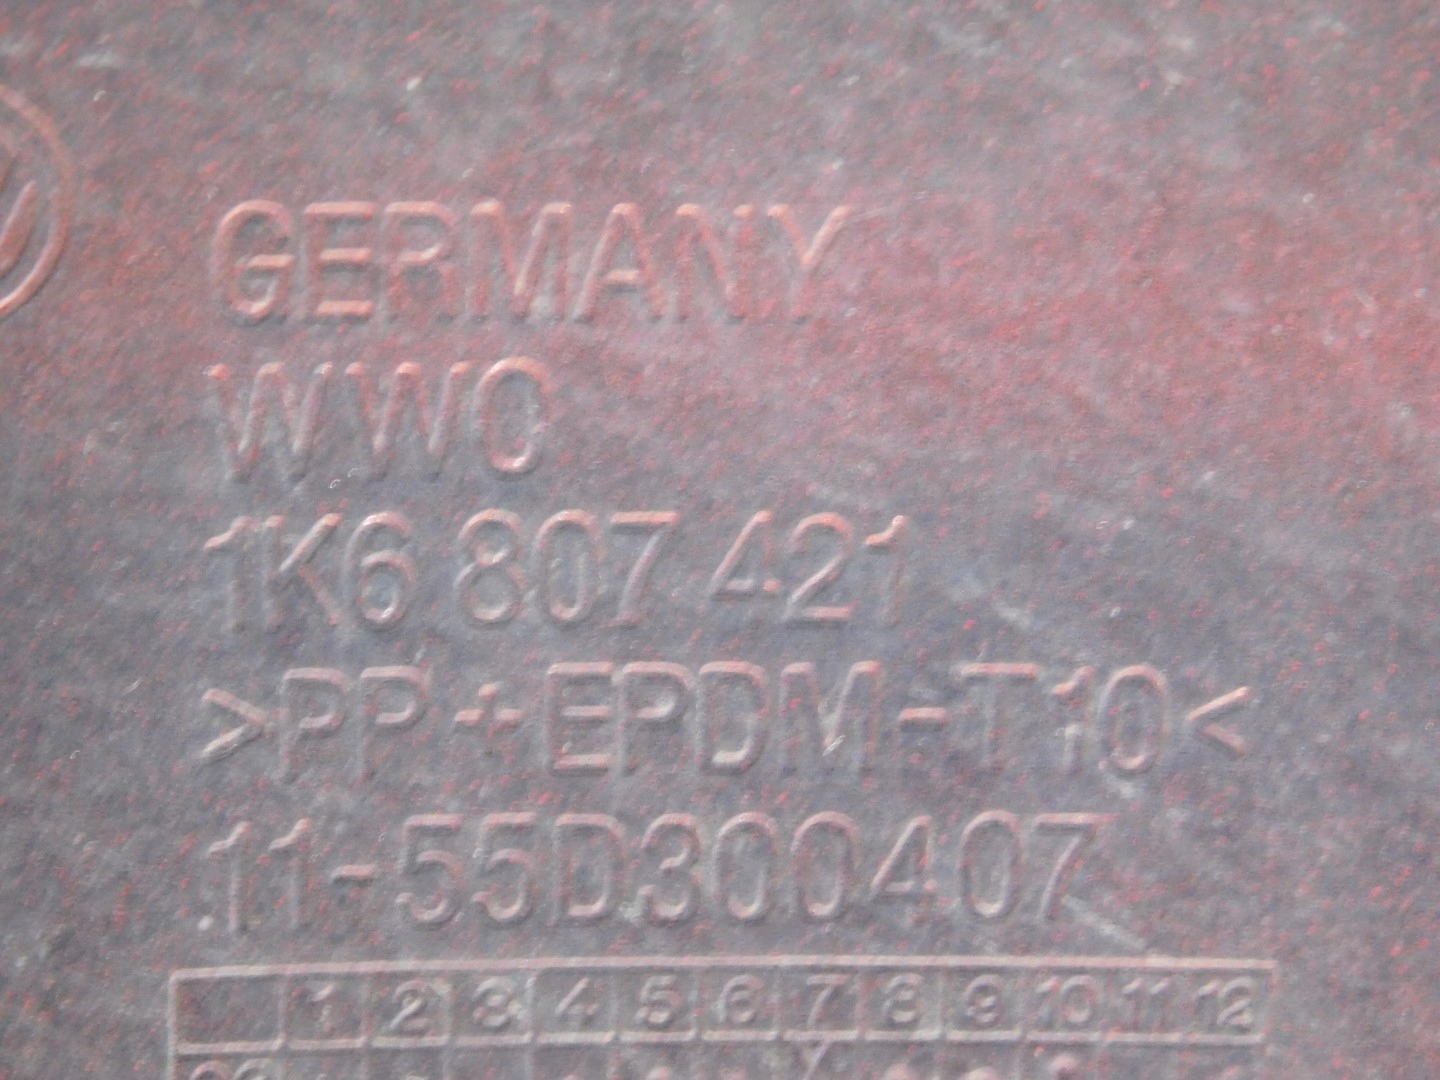 GERMANY
WWO
1K6 807 421
>PP+EPDM-T10<
11-55D300407
1 2 3 4 5 6 7 8 9 10 11 12